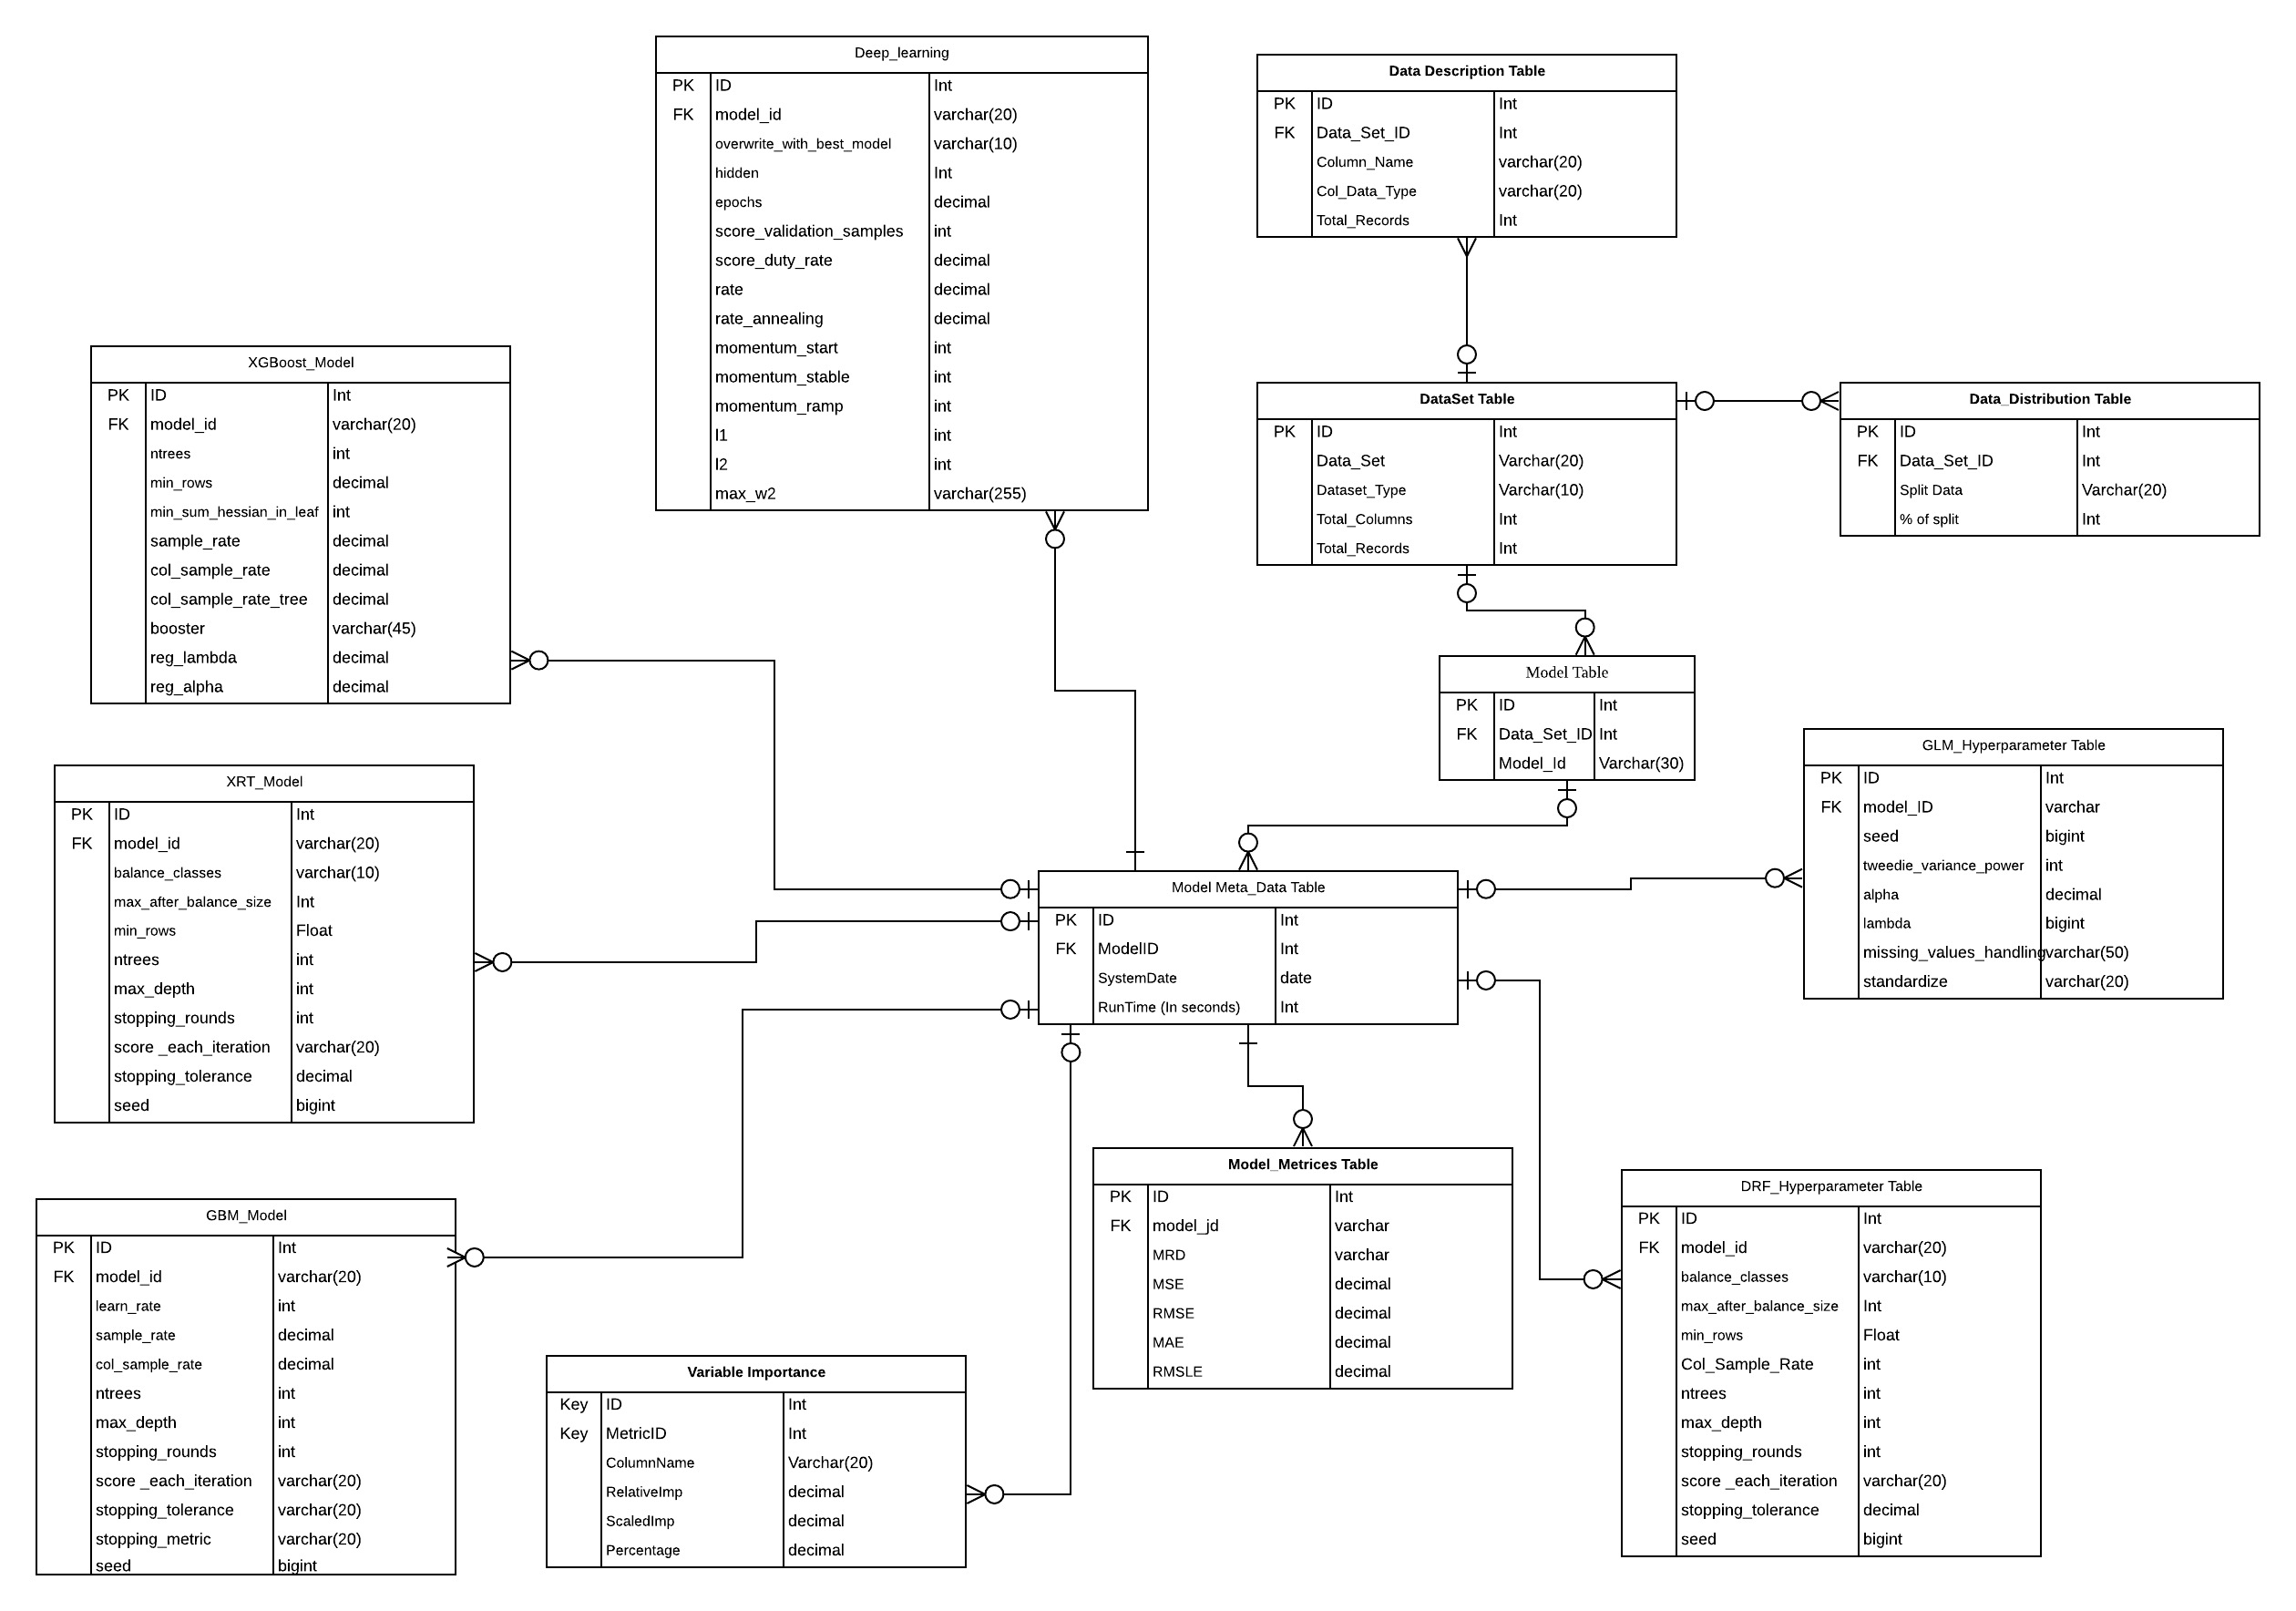 Deep_learning
PK ID Int
FK model_id varchar(20)
overwrite_with_best_model varchar(10)
hidden Int
epochs decimal
score_validation_samples int
score_duty_rate decimal
rate decimal
rate_annealing decimal
momentum_start int
momentum_stable int
momentum_ramp int
l1 int
l2 int
max_w2 varchar(255)
Data Description Table
PK ID Int
FK Data_Set_ID Int
Column_Name varchar(20)
Col_Data_Type varchar(20)
Total_Records Int
XGBoost_Model
PK ID Int
FK model_id varchar(20)
ntrees int
min_rows decimal
min_sum_hessian_in_leaf int
sample_rate decimal
col_sample_rate decimal
col_sample_rate_tree decimal
booster varchar(45)
reg_lambda decimal
reg_alpha decimal
DataSet Table
PK ID Int
Data_Set Varchar(20)
Dataset_Type Varchar(10)
Total_Columns Int
Total_Records Int
Data_Distribution Table
PK ID Int
FK Data_Set_ID Int
Split Data Varchar(20)
% of split Int
Model Table
PK ID Int
FK Data_Set_ID Int
Model_Id Varchar(30)
GLM_Hyperparameter Table
PK ID Int
FK model_ID varchar
seed bigint
tweedie_variance_power int
alpha decimal
lambda bigint
missing_values_handling varchar(50)
standardize varchar(20)
XRT_Model
PK ID Int
FK model_id varchar(20)
balance_classes varchar(10)
max_after_balance_size Int
min_rows Float
ntrees int
max_depth int
stopping_rounds int
score _each_iteration varchar(20)
stopping_tolerance decimal
seed bigint
Model Meta_Data Table
PK ID Int
FK ModelID Int
SystemDate date
RunTime (In seconds) Int
Model_Metrices Table
PK ID Int
FK model_jd varchar
MRD varchar
MSE decimal
RMSE decimal
MAE decimal
RMSLE decimal
DRF_Hyperparameter Table
PK ID Int
FK model_id varchar(20)
balance_classes varchar(10)
max_after_balance_size Int
min_rows Float
Col_Sample_Rate int
ntrees int
max_depth int
stopping_rounds int
score _each_iteration varchar(20)
stopping_tolerance decimal
seed bigint
GBM_Model
PK ID Int
FK model_id varchar(20)
learn_rate int
sample_rate decimal
col_sample_rate decimal
ntrees int
max_depth int
stopping_rounds int
score _each_iteration varchar(20)
stopping_tolerance varchar(20)
stopping_metric varchar(20)
seed bigint
Variable Importance
Key ID Int
Key MetricID Int
ColumnName Varchar(20)
RelativeImp decimal
ScaledImp decimal
Percentage decimal